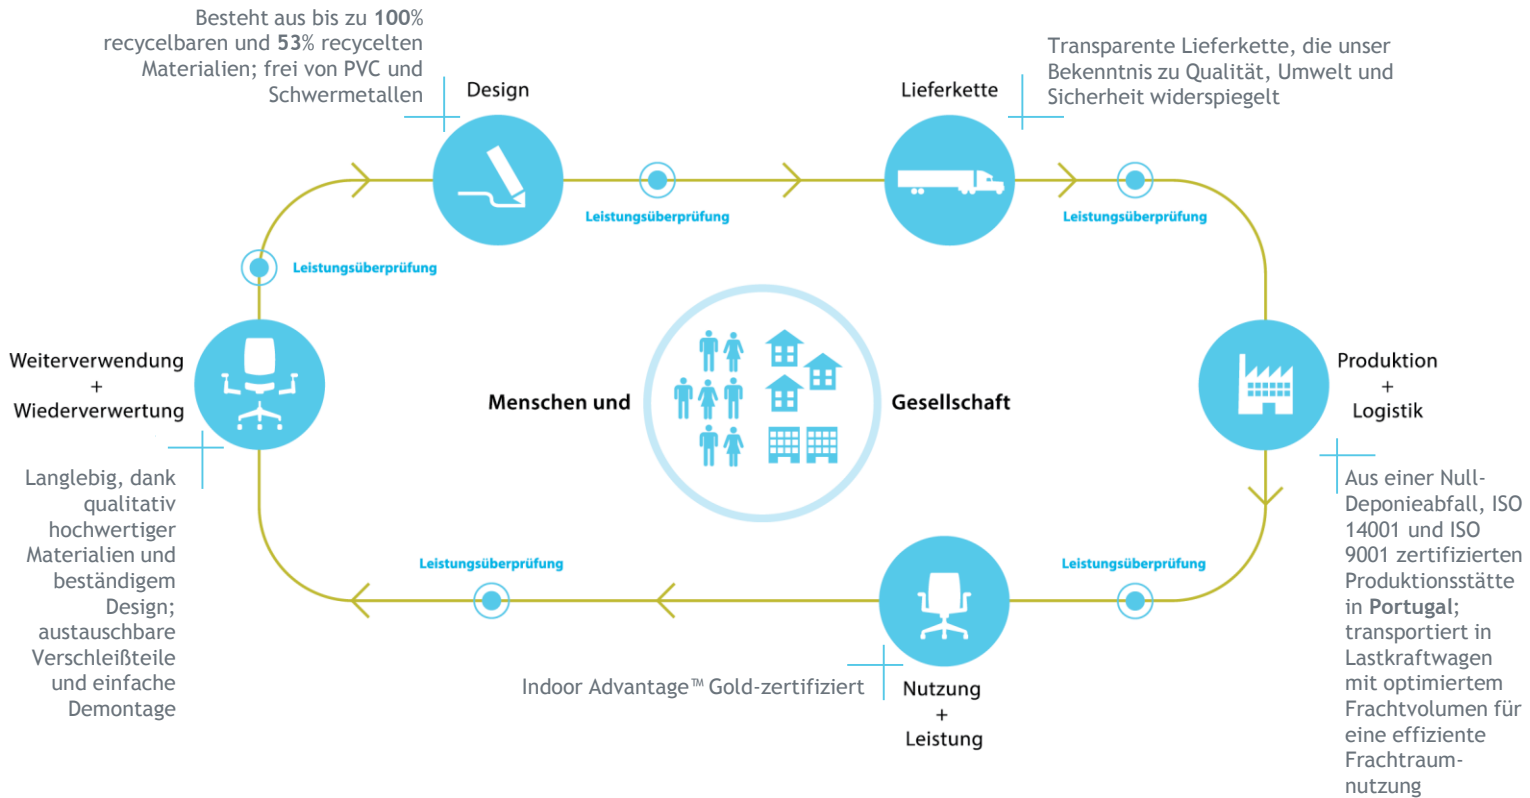 Besteht aus bis zu 100%
recycelbaren und 53% recycelten
Materialien; frei von PVC und
Schwermetallen
Design
Lieferkette
Transparente Lieferkette, die unser
Bekenntnis zu Qualität, Umwelt und
Sicherheit widerspiegelt
Leistungsüberprüfung
Leistungsüberprüfung
Leistungsüberprüfung
Weiterverwendung
+
Wiederverwertung
Menschen und
Gesellschaft
Produktion
+
Logistik
Langlebig, dank
qualitativ
hochwertiger
Materialien und
beständigem
Design;
austauschbare
Verschleißteile
und einfache
Demontage
Aus einer Null-
Deponieabfall, ISO
14001 und ISO
9001 zertifizierten
Produktionsstätte
in Portugal;
transportiert in
Lastkraftwagen
mit optimiertem
Frachtvolumen für
eine effiziente
Frachtraum-
nutzung
Leistungsüberprüfung
Leistungsüberprüfung
Indoor Advantage™ Gold-zertifiziert
Nutzung
+
Leistung